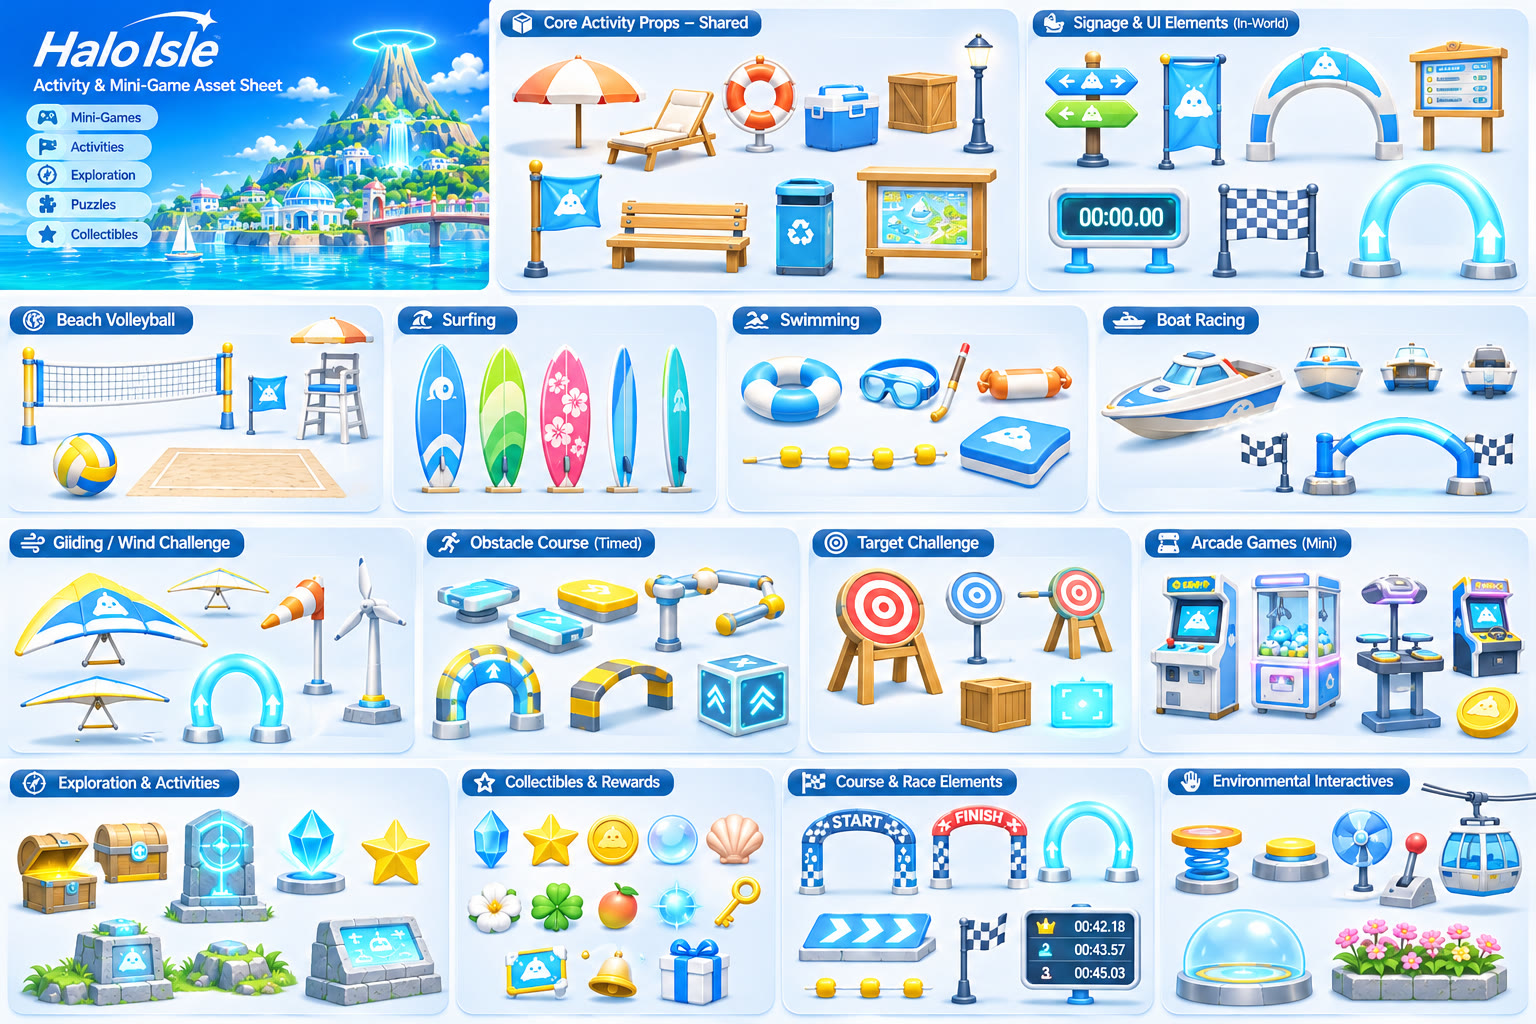 Halo Isle
Activity & Mini-Game Asset Sheet
Mini-Games
Activities
Exploration
Puzzles
Collectibles
Core Activity Props – Shared
Signage & UI Elements (In-World)
00:00.00
Beach Volleyball
Surfing
Swimming
Boat Racing
Gliding / Wind Challenge
Obstacle Course (Timed)
Target Challenge
Arcade Games (Mini)
Exploration & Activities
Collectibles & Rewards
Course & Race Elements
START
FINISH
00:42.18
2 00:43.57
3 00:45.03
Environmental Interactives